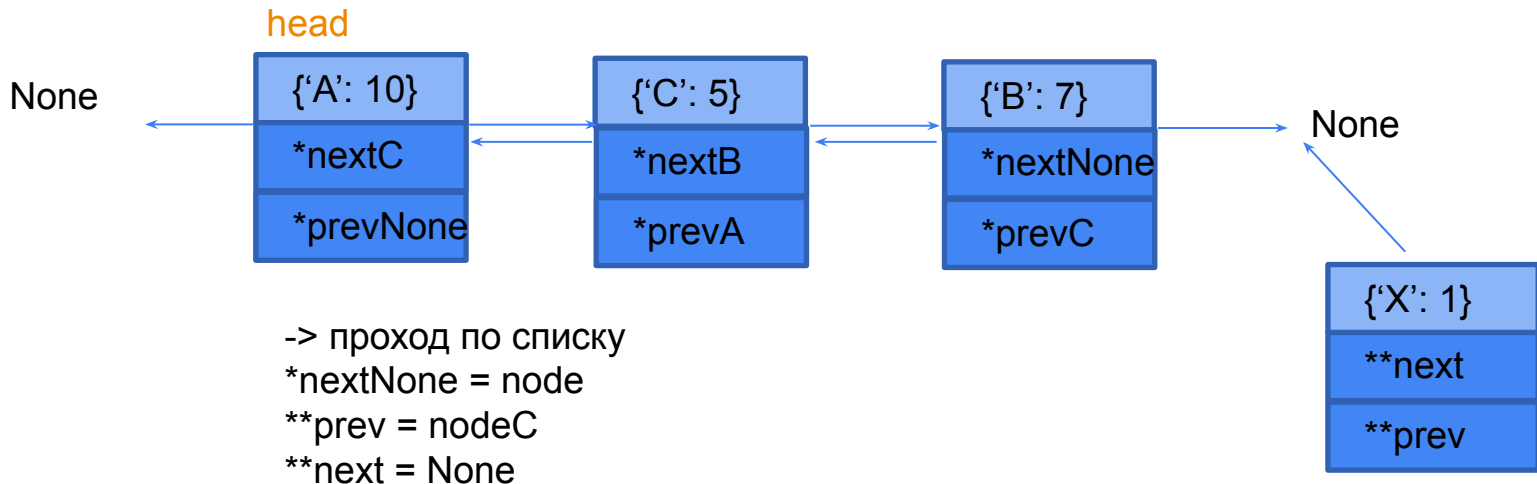 head
None
{‘A’: 10}
*nextC
*prevNone
{‘C’: 5}
*nextB
*prevA
{‘B’: 7}
*nextNone
*prevC
None
{‘X’: 1}
**next
**prev
-> проход по списку
*nextNone = node
**prev = nodeC
**next = None